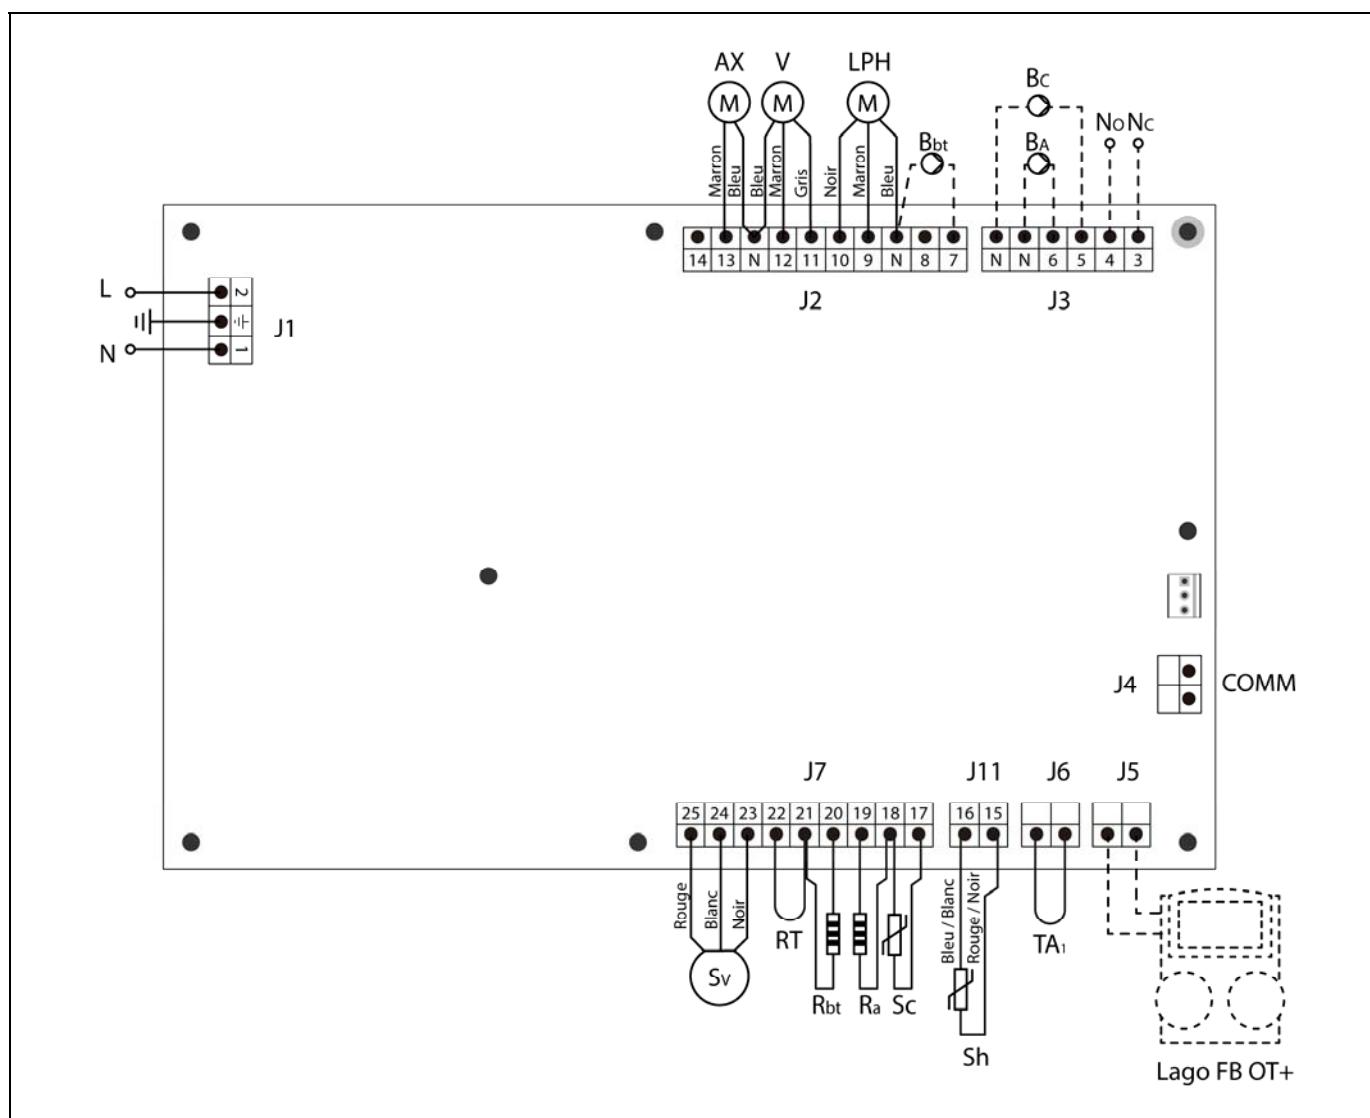 AX V LPH
BC
NO NC
Bbt BA
M M M
Marron Bleu Bleu Marron Gris Noir Marron Bleu
14 13 N 12 11 10 9 N 8 7
N N 6 5 4 3
J2 J3
L 2
J1
N 1
J4 COMM
J7 J11 J6 J5
25 24 23 22 21 20 19 18 17
16 15
Rouge Blanc Noir
Bleu / Blanc Rouge / Noir
RT
TA1
SV
Rbt Ra Sc
Sh
Lago FB OT+